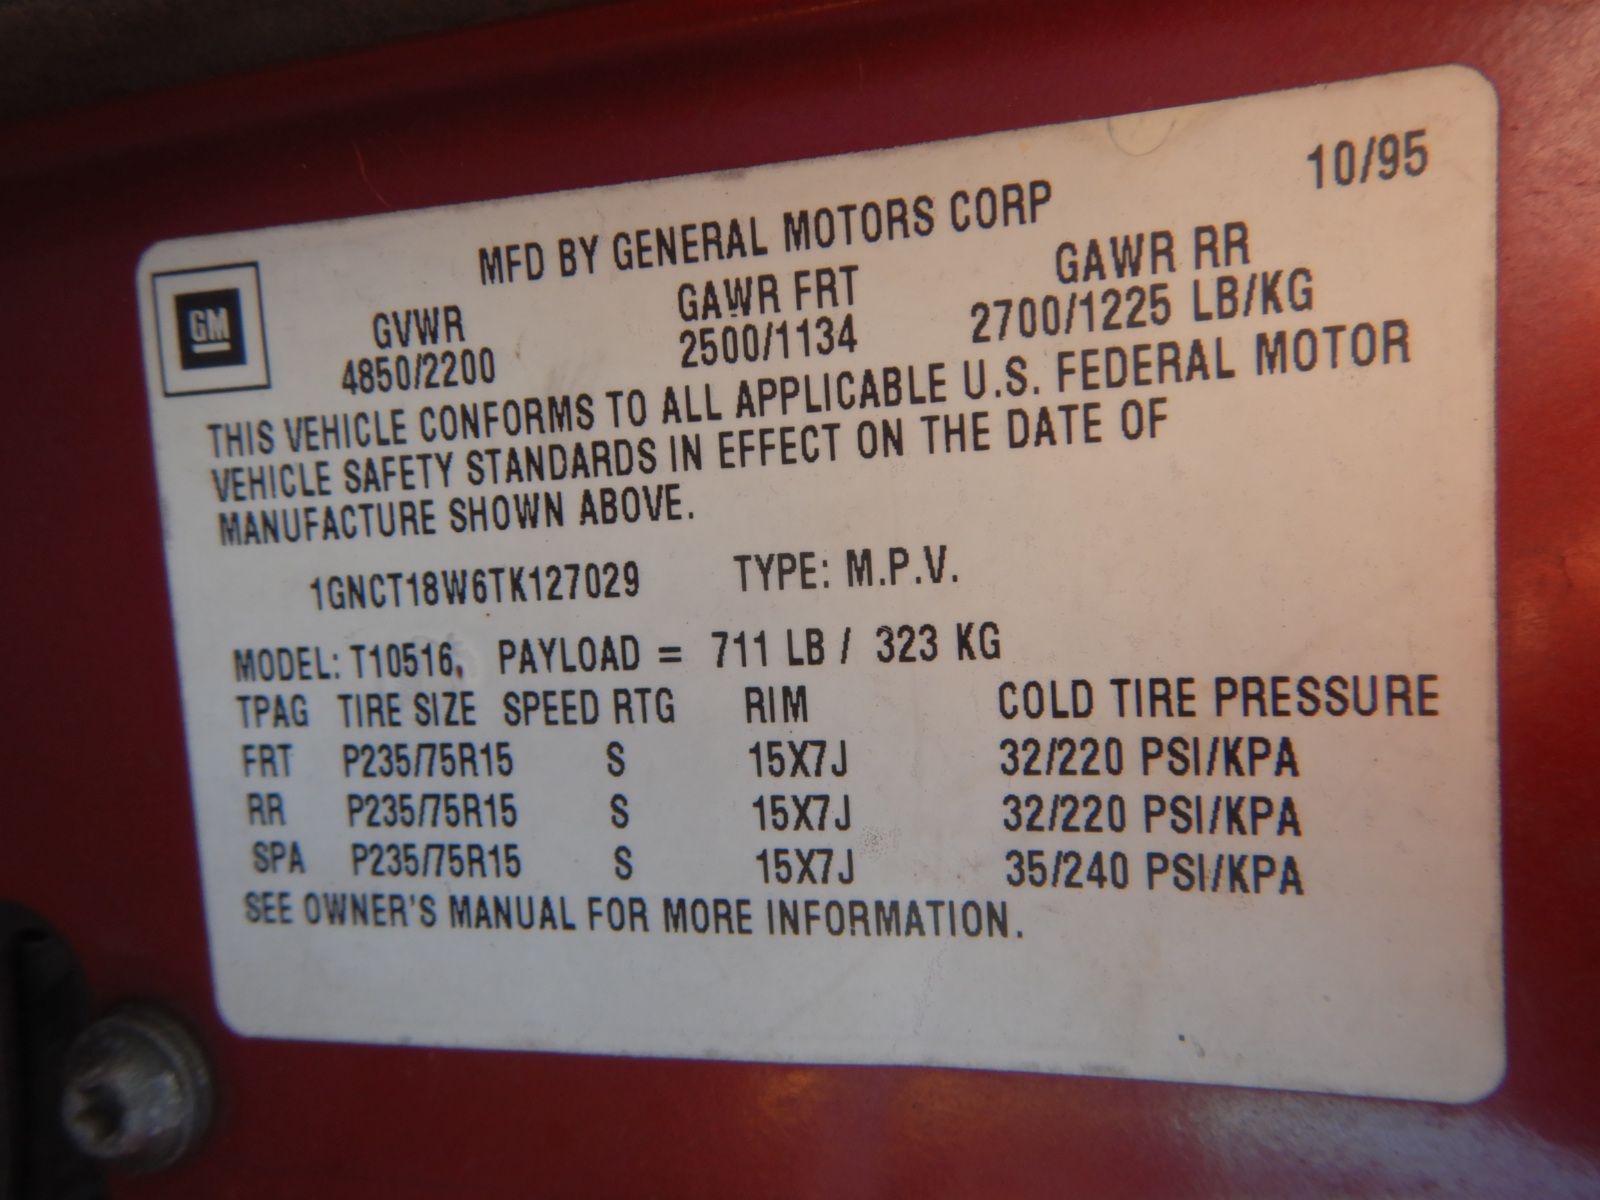 10/95
MFD BY GENERAL MOTORS CORP
GM
GVWR GAWR FRT GAWR RR
4850/2200 2500/1134 2700/1225 LB/KG
THIS VEHICLE CONFORMS TO ALL APPLICABLE U.S. FEDERAL MOTOR
VEHICLE SAFETY STANDARDS IN EFFECT ON THE DATE OF
MANUFACTURE SHOWN ABOVE.
1GNCT18W6TK127029 TYPE: M.P.V.
MODEL: T10516, PAYLOAD = 711 LB / 323 KG
TPAG TIRE SIZE SPEED RTG RIM COLD TIRE PRESSURE
FRT P235/75R15 S 15X7J 32/220 PSI/KPA
RR P235/75R15 S 15X7J 32/220 PSI/KPA
SPA P235/75R15 S 15X7J 35/240 PSI/KPA
SEE OWNER'S MANUAL FOR MORE INFORMATION.